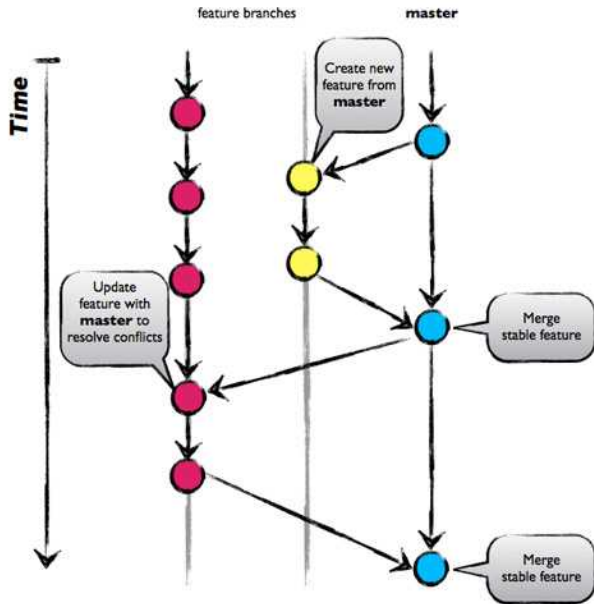 feature branches
master
Time
Create new
feature from
master
Update
feature with
master to
resolve conflicts
Merge
stable feature
Merge
stable feature